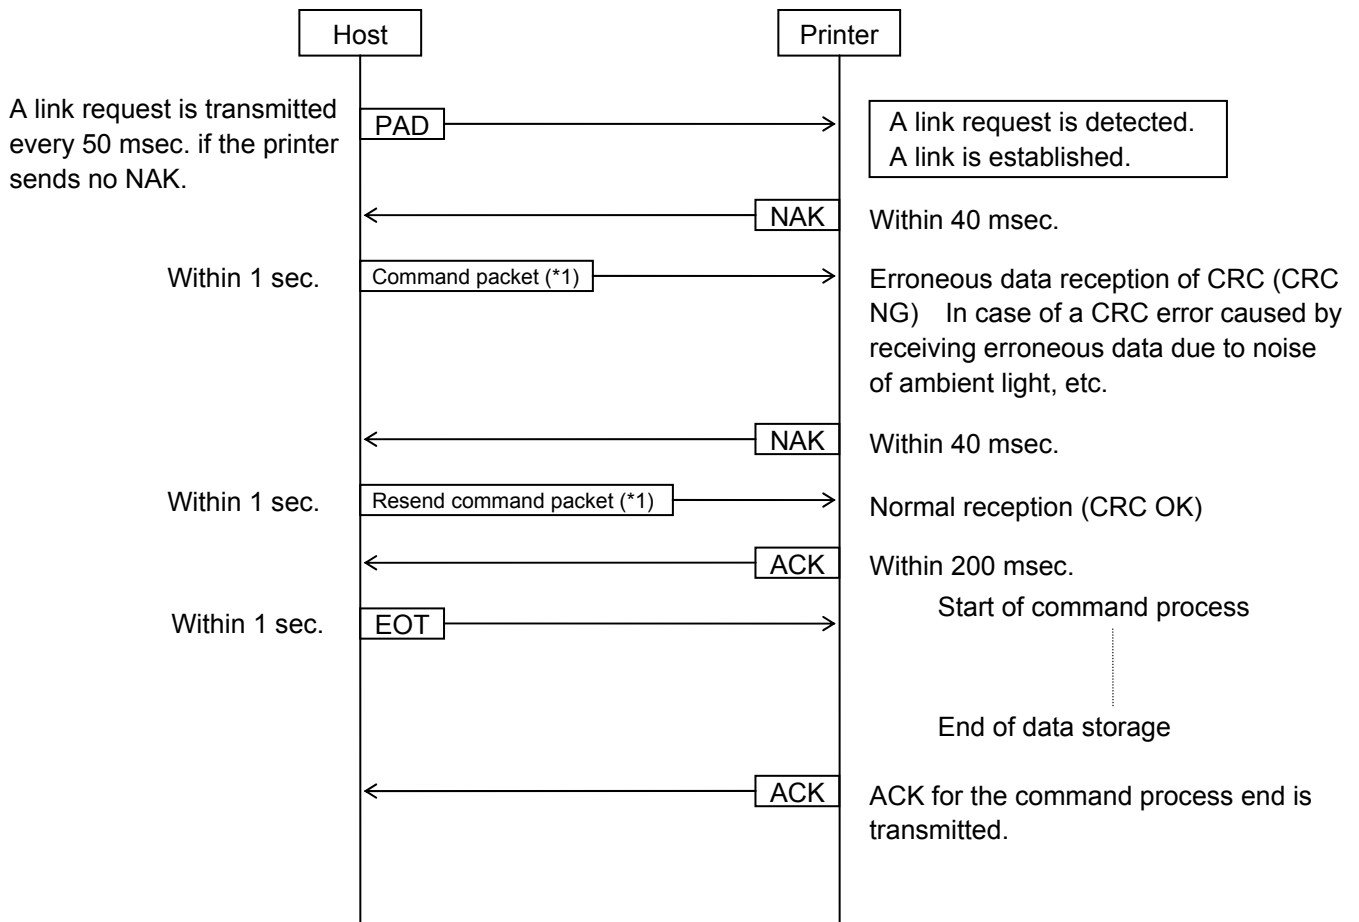 Host
Printer
A link request is transmitted
every 50 msec. if the printer
sends no NAK.
PAD
A link request is detected.
A link is established.
NAK
Within 40 msec.
Within 1 sec.
Command packet (*1)
Erroneous data reception of CRC (CRC
NG) In case of a CRC error caused by
receiving erroneous data due to noise
of ambient light, etc.
NAK
Within 40 msec.
Within 1 sec.
Resend command packet (*1)
Normal reception (CRC OK)
ACK
Within 200 msec.
Start of command process
Within 1 sec.
EOT
End of data storage
ACK
ACK for the command process end is
transmitted.